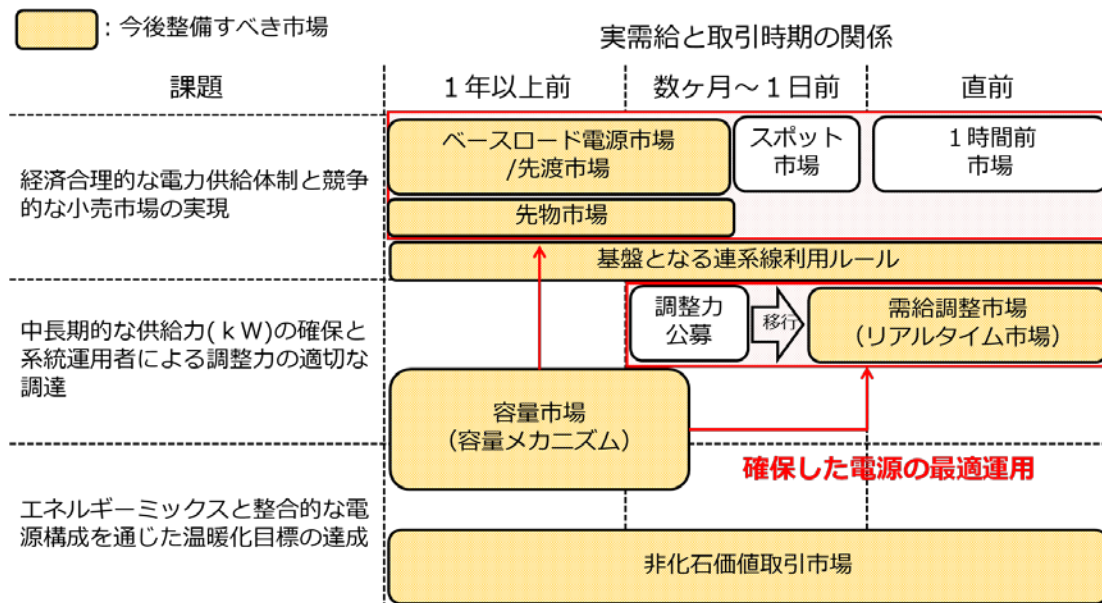 ：今後整備すべき市場
実需給と取引時期の関係
課題
１年以上前
数ヶ月～１日前
直前
経済合理的な電力供給体制と競争
的な小売市場の実現
ベースロード電源市場
/先渡市場
スポット
市場
１時間前
市場
先物市場
基盤となる連系線利用ルール
中長期的な供給力(ｋW)の確保と
系統運用者による調整力の適切な
調達
調整力
公募
移行
需給調整市場
（リアルタイム市場）
容量市場
（容量メカニズム）
確保した電源の最適運用
エネルギーミックスと整合的な電
源構成を通じた温暖化目標の達成
非化石価値取引市場